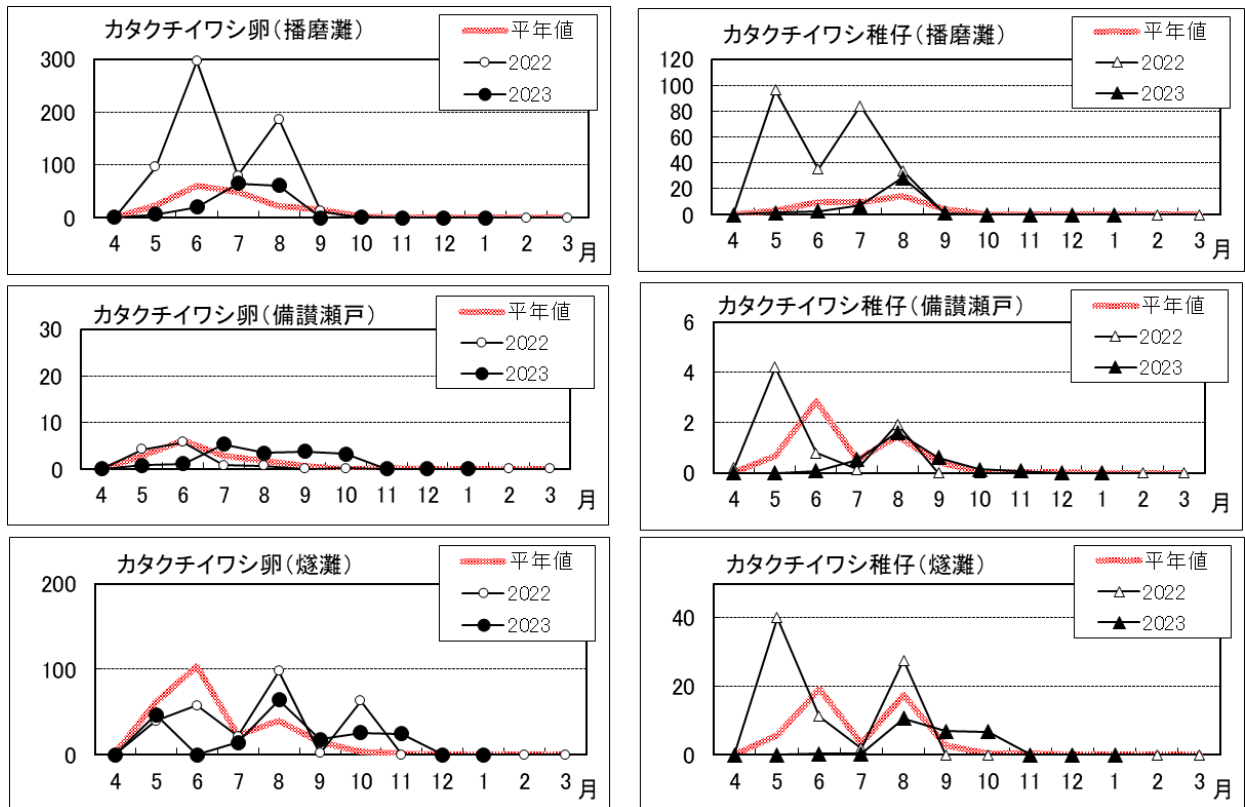 カタクチイワシ卵(播磨灘)
平年値
2022
2023
300
200
100
0
4 5 6 7 8 9 10 11 12 1 2 3 月
カタクチイワシ稚仔(播磨灘)
平年値
2022
2023
120
100
80
60
40
20
0
4 5 6 7 8 9 10 11 12 1 2 3 月
カタクチイワシ卵(備讃瀬戸)
平年値
2022
2023
30
20
10
0
4 5 6 7 8 9 10 11 12 1 2 3 月
カタクチイワシ稚仔(備讃瀬戸)
平年値
2022
2023
6
4
2
0
4 5 6 7 8 9 10 11 12 1 2 3 月
カタクチイワシ卵(燧灘)
平年値
2022
2023
200
100
0
4 5 6 7 8 9 10 11 12 1 2 3 月
カタクチイワシ稚仔(燧灘)
平年値
2022
2023
40
20
0
4 5 6 7 8 9 10 11 12 1 2 3 月